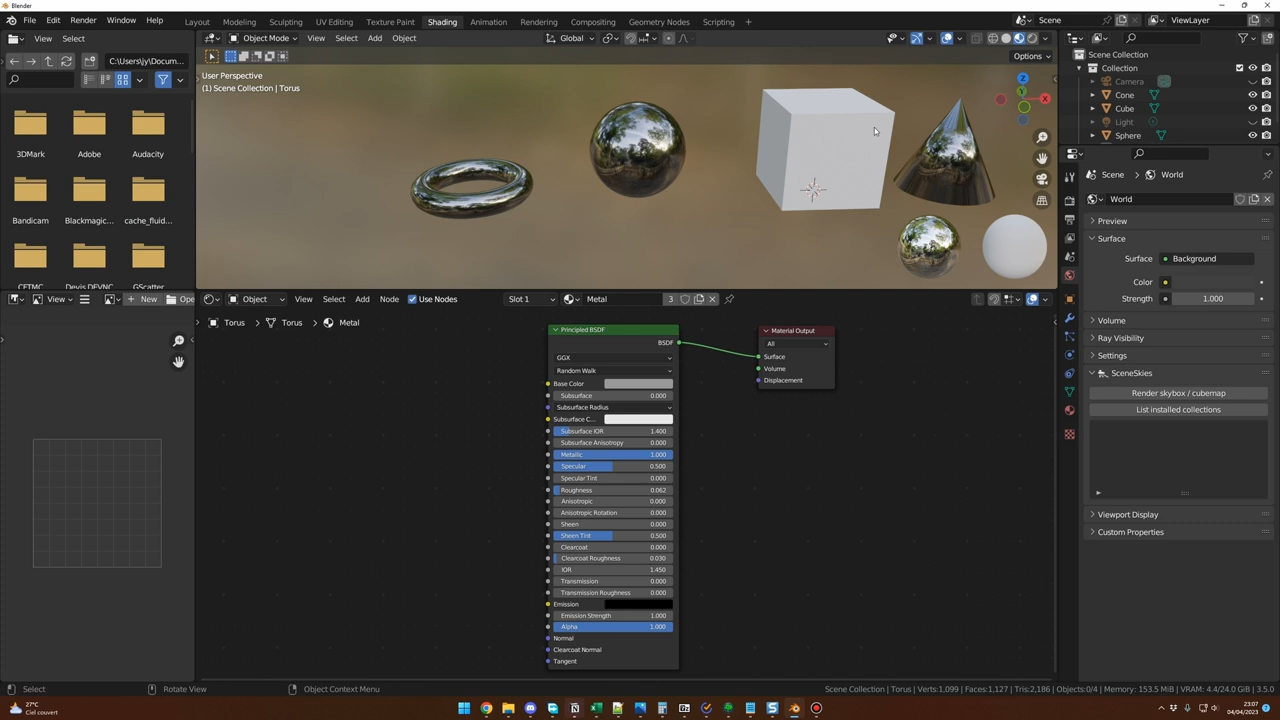 Blender
File Edit Render Window Help Layout Modeling Sculpting UV Editing Texture Paint Shading Animation Rendering Compositing Geometry Nodes Scripting + Scene ViewLayer
View Select Object Mode View Select Add Object Global
C:\Users\jy\Docum...
Options
User Perspective
(1) Scene Collection | Torus
3DMark Adobe Audacity
Bandicam Blackmagic... cache_fluid...
Devis DEVNC GScatter
Scene Collection
Collection
Camera
Cone
Cube
Light
Sphere
Scene > World
World
Preview
Surface
Surface Background
Color
Strength 1.000
Volume
Ray Visibility
Settings
SceneSkies
Render skybox / cubemap
List installed collections
Viewport Display
Custom Properties
View + New Ope
Object View Select Add Node Use Nodes Slot 1 Metal 3
Torus > Torus > Metal
Principled BSDF
BSDF
GGX
Random Walk
Base Color
Subsurface 0.000
Subsurface Radius
Subsurface C...
Subsurface IOR 1.400
Subsurface Anisotropy 0.000
Metallic 1.000
Specular 0.500
Specular Tint 0.000
Roughness 0.062
Anisotropic 0.000
Anisotropic Rotation 0.000
Sheen 0.000
Sheen Tint 0.500
Clearcoat 0.000
Clearcoat Roughness 0.030
IOR 1.450
Transmission 0.000
Transmission Roughness 0.000
Emission
Emission Strength 1.000
Alpha 1.000
Normal
Clearcoat Normal
Tangent
Material Output
All
Surface
Volume
Displacement
Select Rotate View Object Context Menu Scene Collection | Torus | Verts:1,099 | Faces:1,127 | Tris:2,186 | Objects:0/4 | Memory: 153.5 MiB | VRAM: 4.4/24.0 GiB | 3.5.0
27°C
Ciel couvert
23:07
04/04/2023